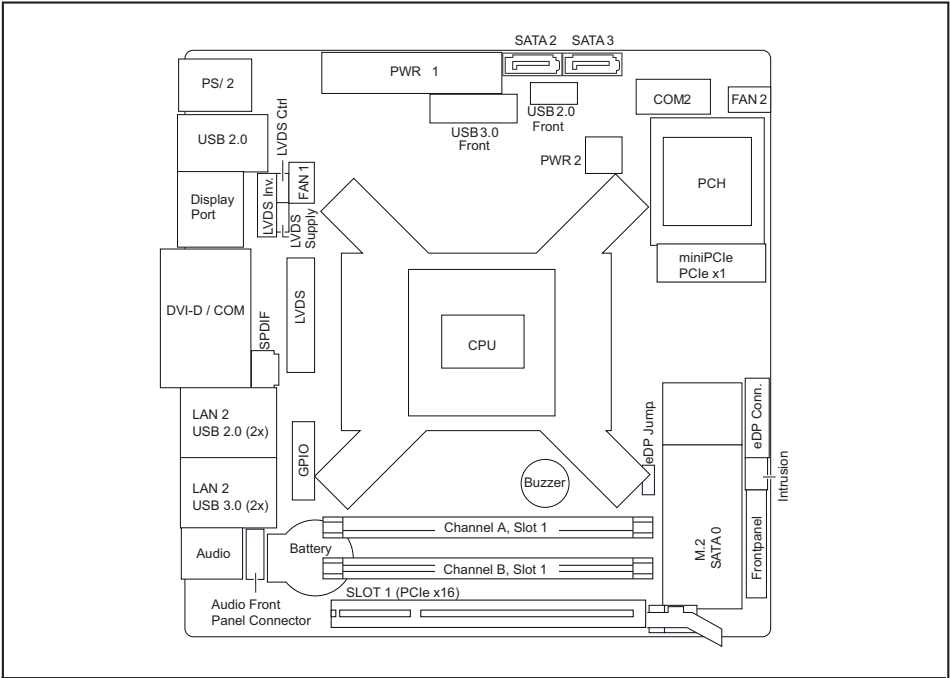 SATA 2 SATA 3
PS/ 2
PWR 1
COM2
FAN 2
USB 2.0
Front
USB 3.0
Front
USB 2.0
LVDS Ctrl
PWR 2
PCH
Display
Port
LVDS Inv.
FAN 1
LVDS
Supply
miniPCIe
PCIe x1
DVI-D / COM
SPDIF
LVDS
CPU
LAN 2
USB 2.0 (2x)
GPIO
eDP Jump.
eDP Conn.
Intrusion
LAN 2
USB 3.0 (2x)
Buzzer
M.2
SATA 0
Frontpanel
Channel A, Slot 1
Audio
Battery
Channel B, Slot 1
SLOT 1 (PCIe x16)
Audio Front
Panel Connector